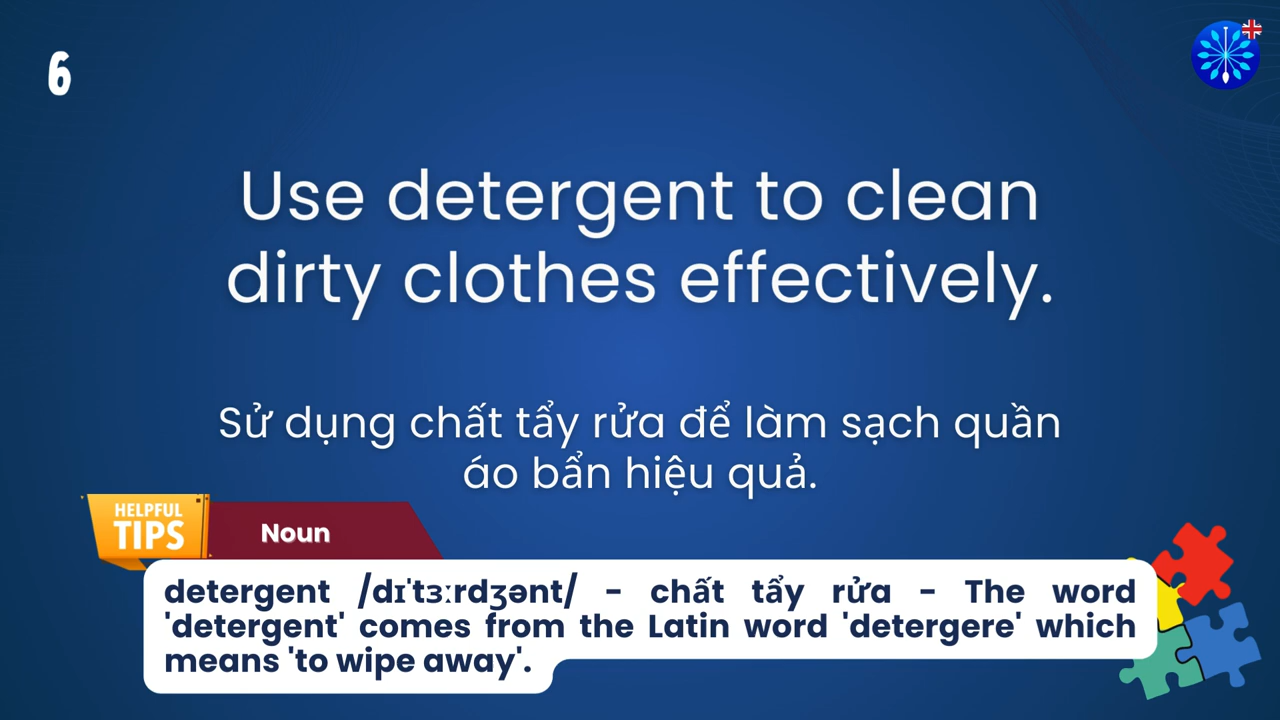 6
Use detergent to clean
dirty clothes effectively.
Sử dụng chất tẩy rửa để làm sạch quần
áo bẩn hiệu quả.
HELPFUL
TIPS
Noun
detergent /dɪˈtɜːrdʒənt/ - chất tẩy rửa - The word
'detergent' comes from the Latin word 'detergere' which
means 'to wipe away'.